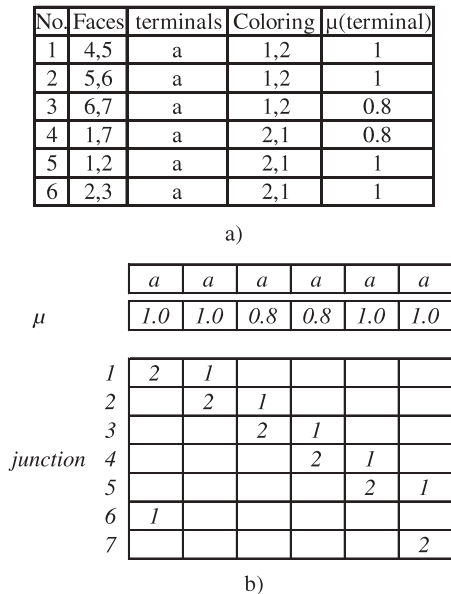 No. Faces terminals Coloring μ(terminal)
1 4,5 a 1,2 1
2 5,6 a 1,2 1
3 6,7 a 1,2 0.8
4 1,7 a 2,1 0.8
5 1,2 a 2,1 1
6 2,3 a 2,1 1
a)
a a a a a a
μ 1.0 1.0 0.8 0.8 1.0 1.0
1 2 1
2 2 1
3 2 1
junction 4 2 1
5 2 1
6 1
7 2
b)